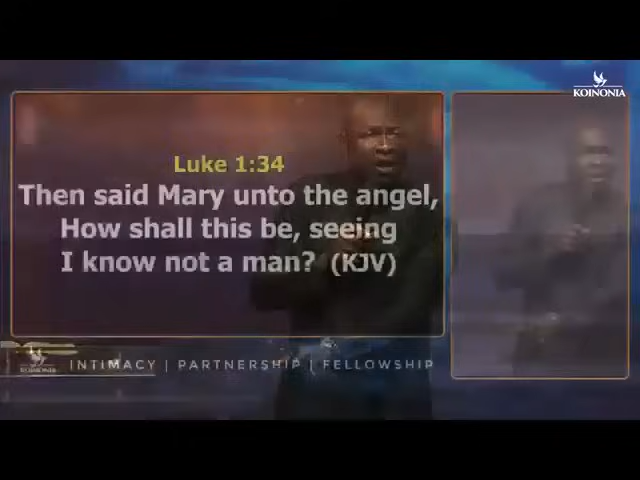 KOINONIA
Luke 1:34
Then said Mary unto the angel,
How shall this be, seeing
I know not a man? (KJV)
KOINONIA
INTIMACY | PARTNERSHIP | FELLOWSHIP